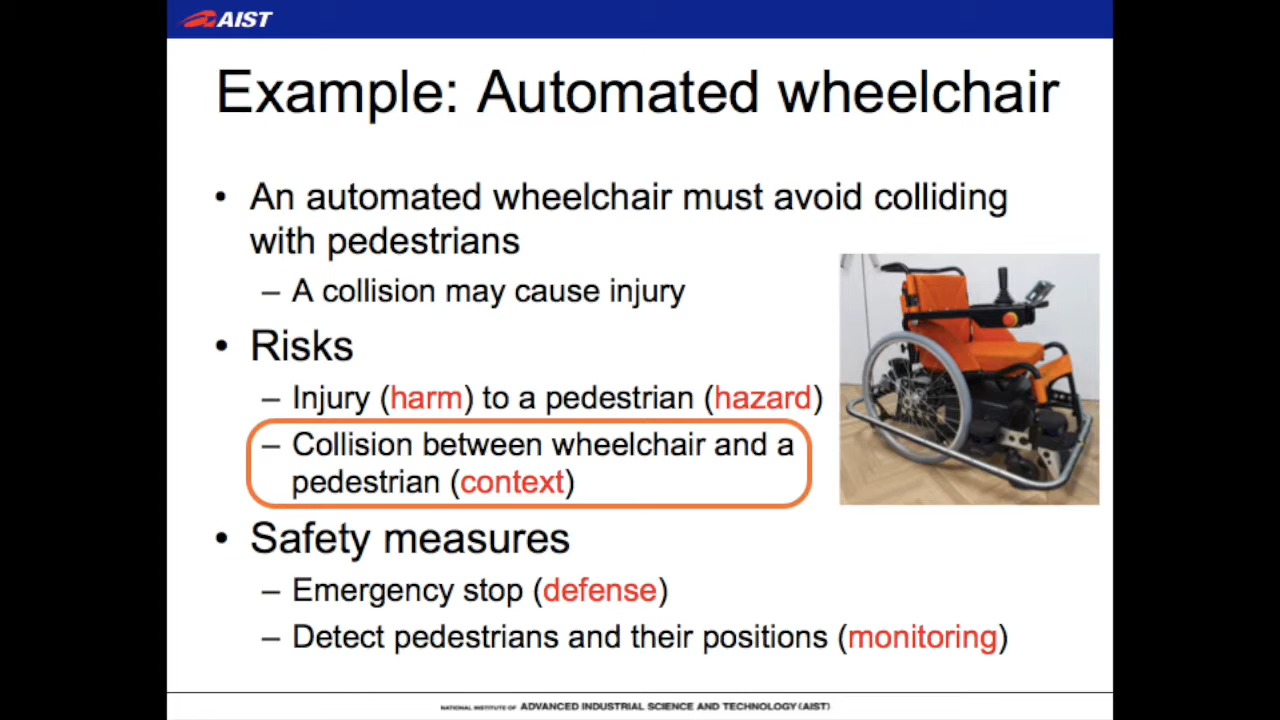 AIST
Example: Automated wheelchair
• An automated wheelchair must avoid colliding
with pedestrians
– A collision may cause injury
• Risks
– Injury (harm) to a pedestrian (hazard)
– Collision between wheelchair and a
pedestrian (context)
• Safety measures
– Emergency stop (defense)
– Detect pedestrians and their positions (monitoring)
NATIONAL INSTITUTE OF ADVANCED INDUSTRIAL SCIENCE AND TECHNOLOGY (AIST)